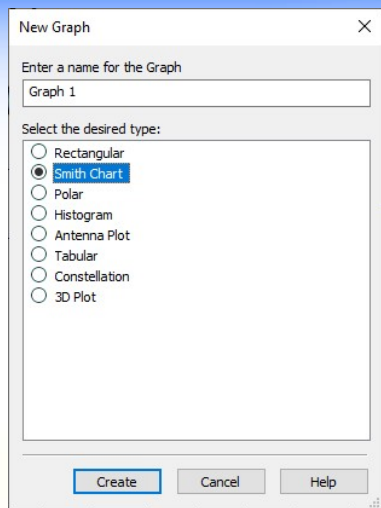 New Graph
Enter a name for the Graph
Graph 1
Select the desired type:
Rectangular
Smith Chart
Polar
Histogram
Antenna Plot
Tabular
Constellation
3D Plot
Create Cancel Help